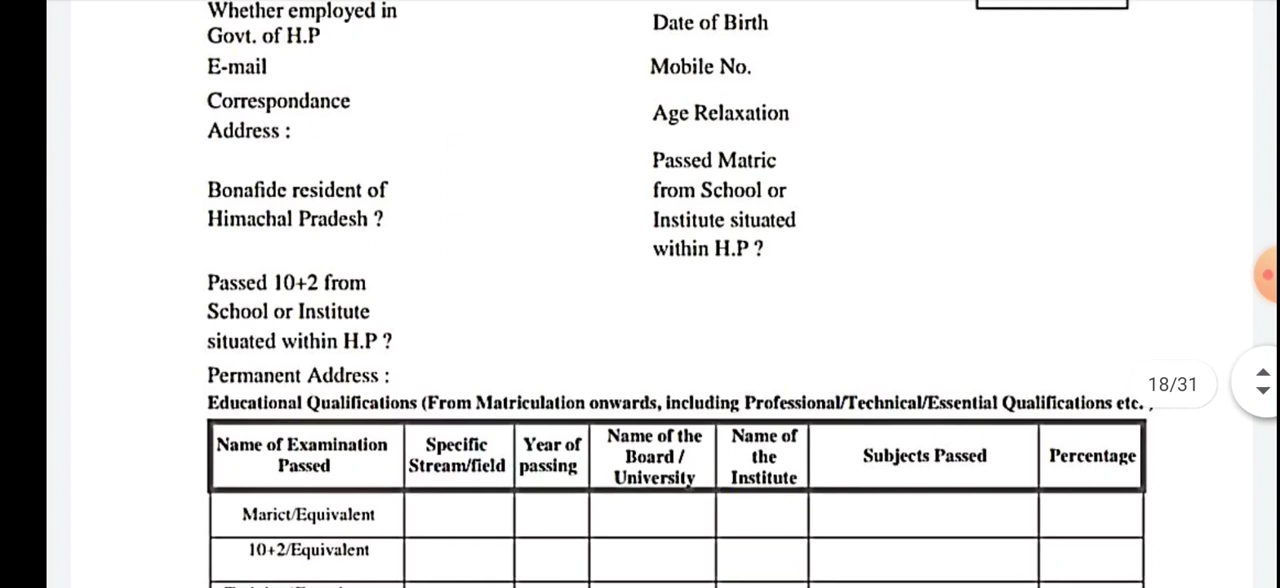 Whether employed in
Govt. of H.P
Date of Birth
E-mail
Mobile No.
Correspondance
Address :
Age Relaxation
Bonafide resident of
Himachal Pradesh ?
Passed Matric
from School or
Institute situated
within H.P ?
Passed 10+2 from
School or Institute
situated within H.P ?
Permanent Address :
18/31
Educational Qualifications (From Matriculation onwards, including Professional/Technical/Essential Qualifications etc.
Name of Examination
Passed
Specific
Stream/field
Year of
passing
Name of the
Board /
University
Name of
the
Institute
Subjects Passed
Percentage
Marict/Equivalent
10+2/Equivalent